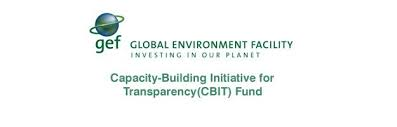 gef GLOBAL ENVIRONMENT FACILITY
INVESTING IN OUR PLANET
Capacity-Building Initiative for
Transparency(CBIT) Fund